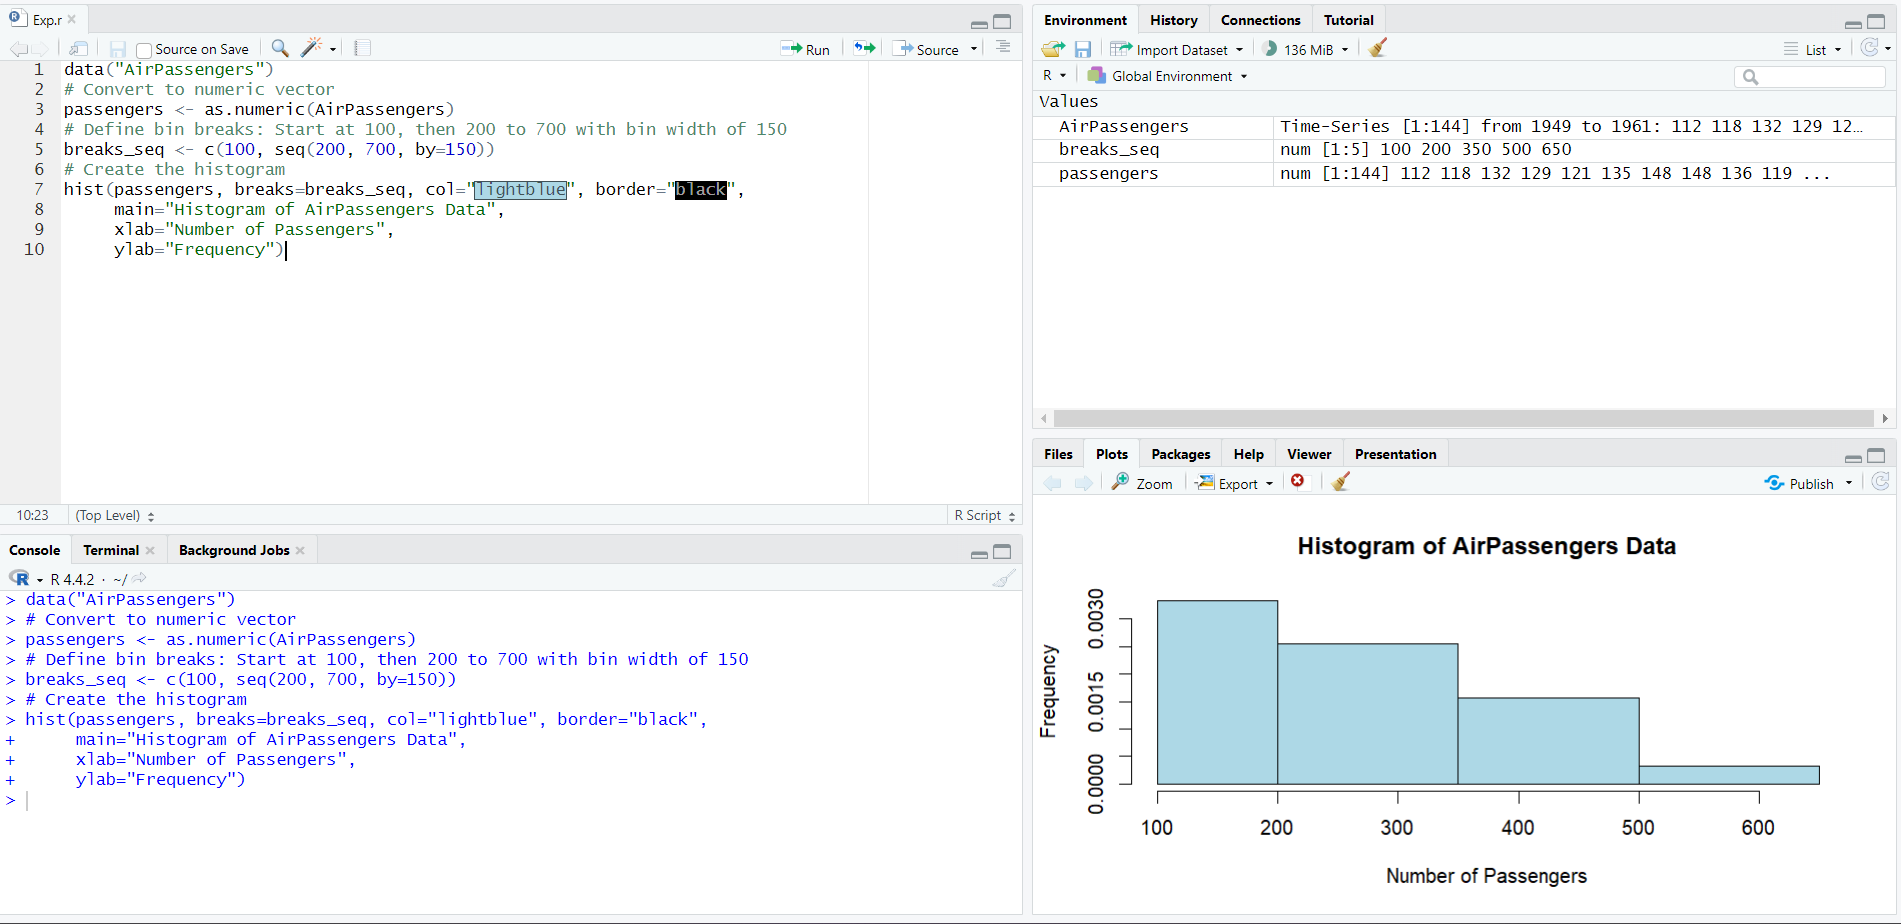 Exp.r
Source on Save
Run
Source
1 data("AirPassengers")
2 # Convert to numeric vector
3 passengers <- as.numeric(AirPassengers)
4 # Define bin breaks: Start at 100, then 200 to 700 with bin width of 150
5 breaks_seq <- c(100, seq(200, 700, by=150))
6 # Create the histogram
7 hist(passengers, breaks=breaks_seq, col="lightblue", border="black",
8 main="Histogram of AirPassengers Data",
9 xlab="Number of Passengers",
10 ylab="Frequency")
10:23 (Top Level) R Script
Console Terminal Background Jobs
R R 4.4.2 · ~/
> data("AirPassengers")
> # Convert to numeric vector
> passengers <- as.numeric(AirPassengers)
> # Define bin breaks: Start at 100, then 200 to 700 with bin width of 150
> breaks_seq <- c(100, seq(200, 700, by=150))
> # Create the histogram
> hist(passengers, breaks=breaks_seq, col="lightblue", border="black",
+ main="Histogram of AirPassengers Data",
+ xlab="Number of Passengers",
+ ylab="Frequency")
>
Environment History Connections Tutorial
Import Dataset 136 MiB List
R Global Environment
Values
AirPassengers Time-Series [1:144] from 1949 to 1961: 112 118 132 129 12…
breaks_seq num [1:5] 100 200 350 500 650
passengers num [1:144] 112 118 132 129 121 135 148 148 136 119 ...
Files Plots Packages Help Viewer Presentation
Zoom Export Publish
Histogram of AirPassengers Data
Frequency
0.0030
0.0015
0.0000
100 200 300 400 500 600
Number of Passengers